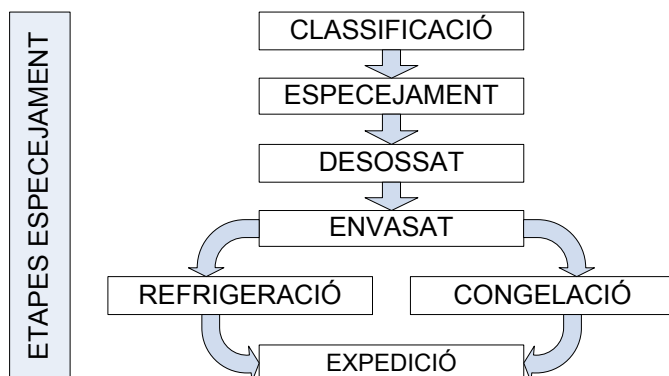 ETAPES ESPECEJAMENT
CLASSIFICACIÓ
ESPECEJAMENT
DESOSSAT
ENVASAT
REFRIGERACIÓ
CONGELACIÓ
EXPEDICIÓ